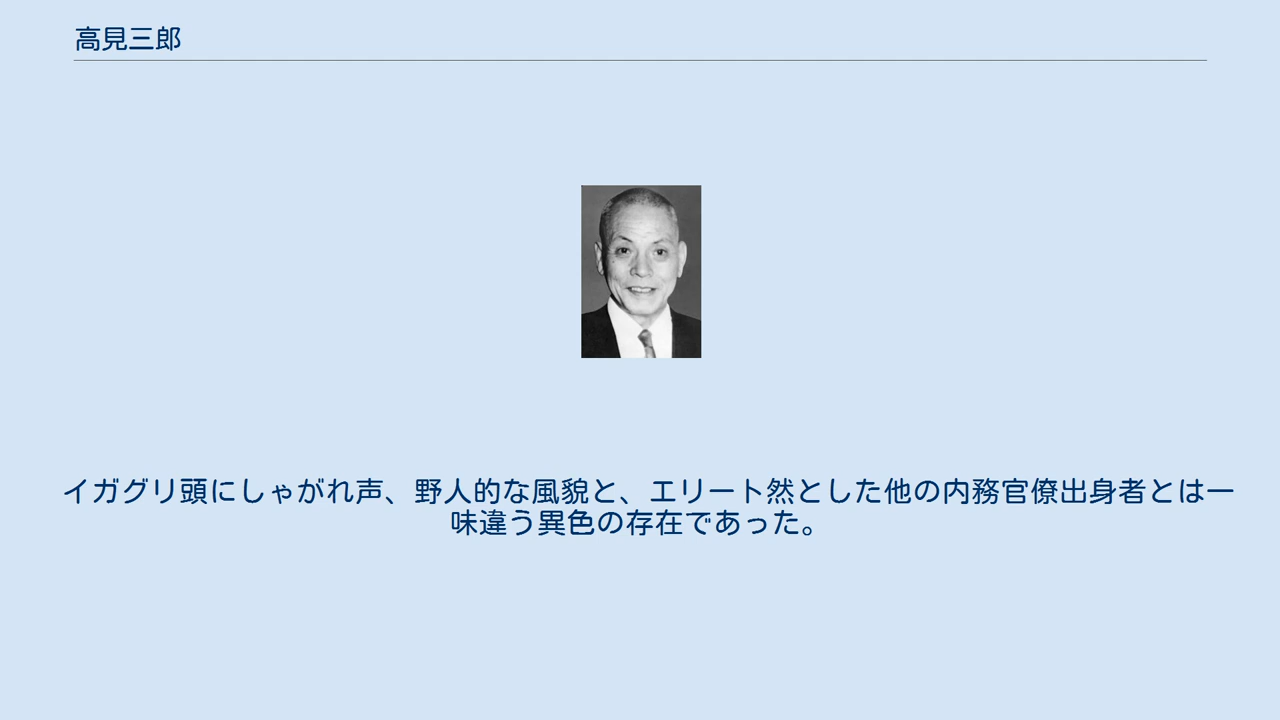 高見三郎
イガグリ頭にしゃがれ声、野人的な風貌と、エリート然とした他の内務官僚出身者とは一
味違う異色の存在であった。